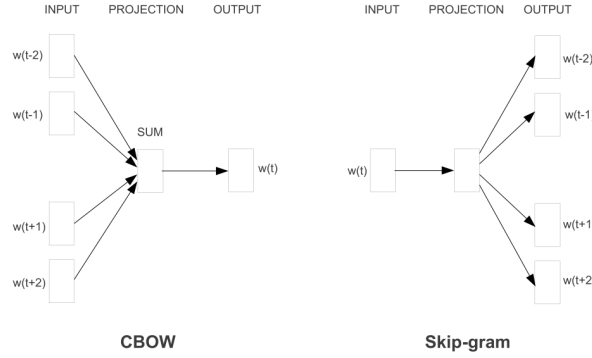 INPUT PROJECTION OUTPUT
w(t-2)
w(t-1)
SUM
w(t)
w(t+1)
w(t+2)
CBOW
INPUT PROJECTION OUTPUT
w(t-2)
w(t-1
w(t)
w(t+1
w(t+2
Skip-gram